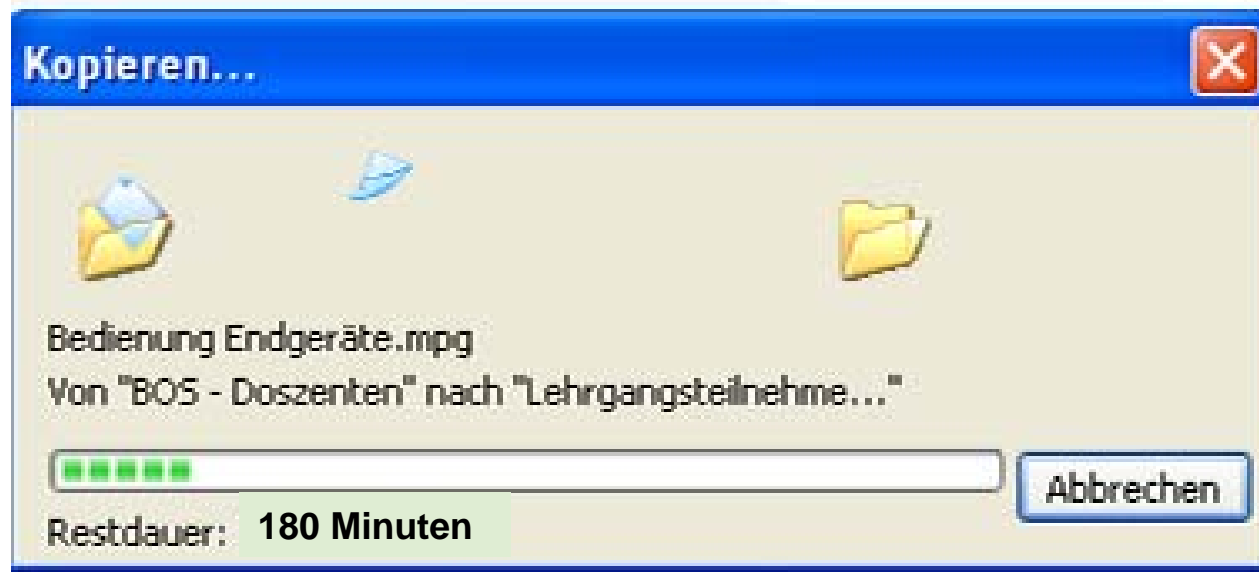 Kopieren...
Bedienung Endgeräte.mpg
Von "BOS - Doszenten" nach "Lehrgangsteilnehme..."
Abbrechen
Restdauer: 180 Minuten